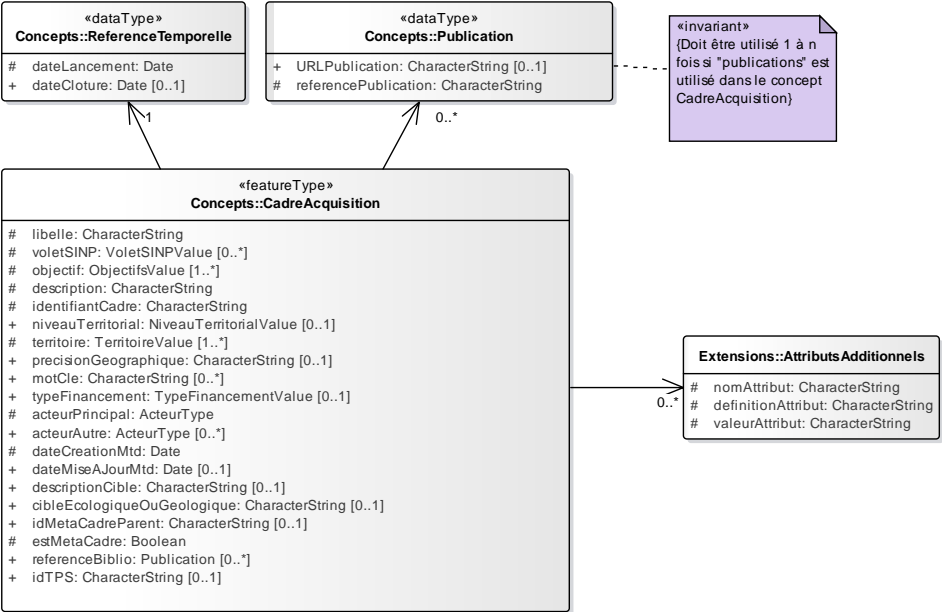 «dataType»
Concepts::ReferenceTemporelle
# dateLancement: Date
+ dateCloture: Date [0..1]
«dataType»
Concepts::Publication
+ URLPublication: CharacterString [0..1]
# referencePublication: CharacterString
«invariant»
{Doit être utilisé 1 à n
fois si "publications" est
utilisé dans le concept
CadreAcquisition}
1
0..*
«featureType»
Concepts::CadreAcquisition
# libelle: CharacterString
# voletSINP: VoletSINPValue [0..*]
# objectif: ObjectifsValue [1..*]
# description: CharacterString
# identifiantCadre: CharacterString
+ niveauTerritorial: NiveauTerritorialValue [0..1]
# territoire: TerritoireValue [1..*]
+ precisionGeographique: CharacterString [0..1]
+ motCle: CharacterString [0..*]
+ typeFinancement: TypeFinancementValue [0..1]
# acteurPrincipal: ActeurType
+ acteurAutre: ActeurType [0..*]
# dateCreationMtd: Date
+ dateMiseAJourMtd: Date [0..1]
+ descriptionCible: CharacterString [0..1]
+ cibleEcologiqueOuGeologique: CharacterString [0..1]
+ idMetaCadreParent: CharacterString [0..1]
# estMetaCadre: Boolean
+ referenceBiblio: Publication [0..*]
+ idTPS: CharacterString [0..1]
0..*
Extensions::AttributsAdditionnels
# nomAttribut: CharacterString
# definitionAttribut: CharacterString
# valeurAttribut: CharacterString